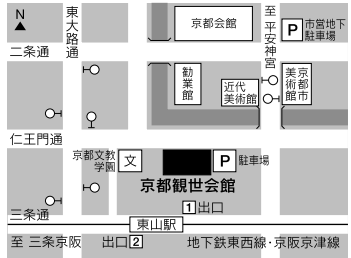 N
東大路通
京都会館
至 平安神宮
P
市営地下
駐車場
二条通
勧業館
近代
美術館
京都市
美術館
仁王門通
京都文教
学園
文
P
駐車場
京都観世会館
1 出口
三条通
東山駅
至 三条京阪
出口 2
地下鉄東西線・京阪京津線